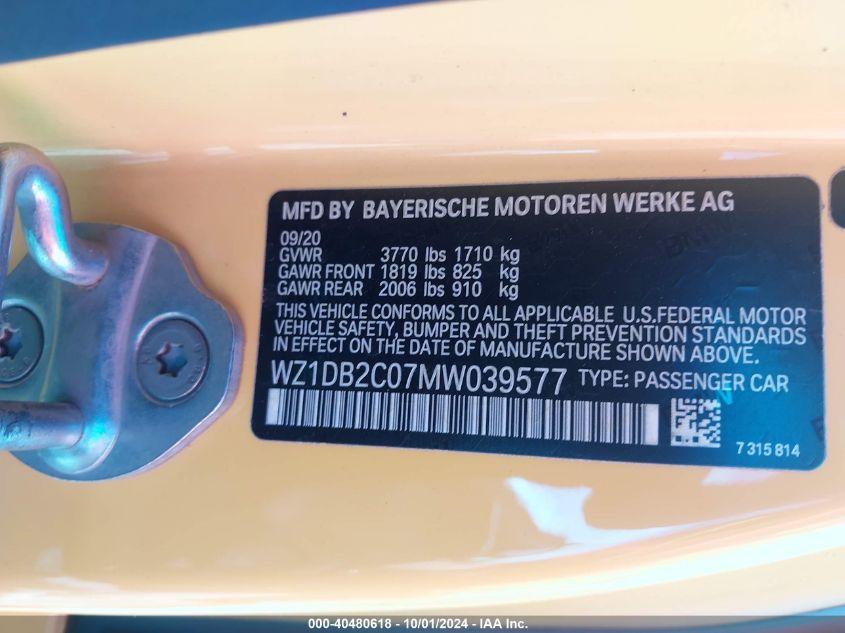 MFD BY BAYERISCHE MOTOREN WERKE AG
09/20
GVWR 3770 lbs 1710 kg
GAWR FRONT 1819 lbs 825 kg
GAWR REAR 2006 lbs 910 kg
THIS VEHICLE CONFORMS TO ALL APPLICABLE U.S.FEDERAL MOTOR
VEHICLE SAFETY, BUMPER AND THEFT PREVENTION STANDARDS
IN EFFECT ON THE DATE OF MANUFACTURE SHOWN ABOVE.
WZ1DB2C07MW039577 TYPE: PASSENGER CAR
7 315 814
000-40480618 - 10/01/2024 - IAA Inc.